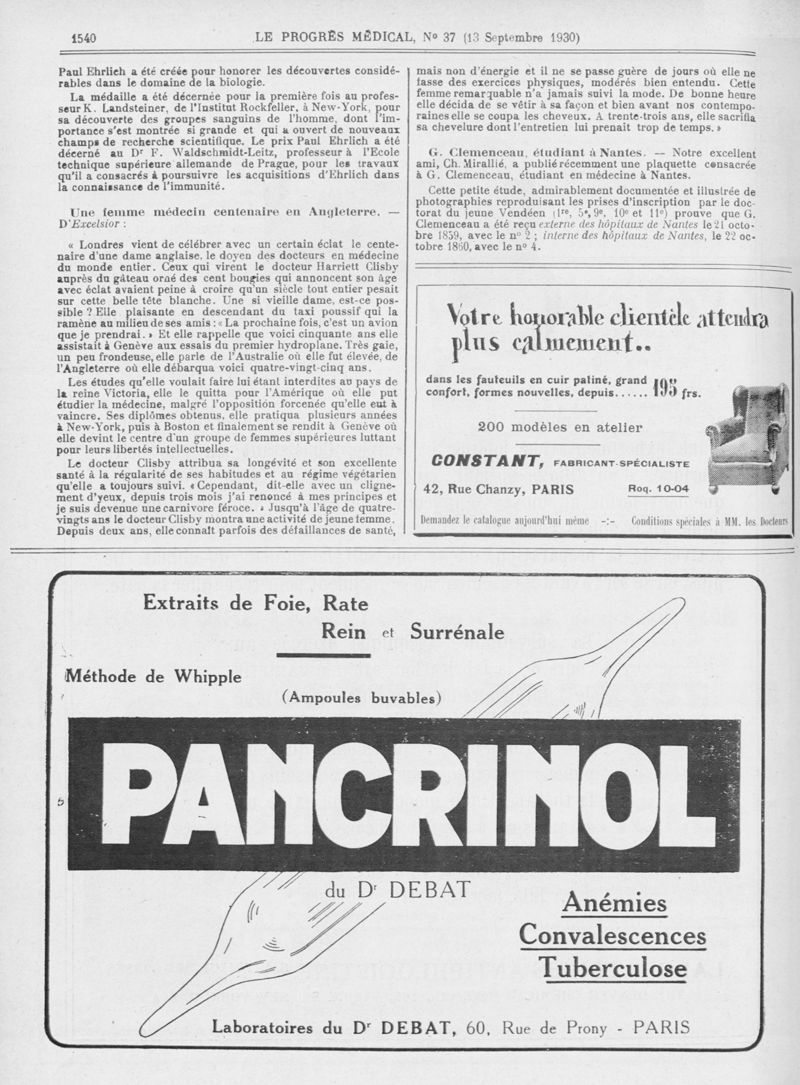 1540
LE PROGRÈS MÉDICAL, Nº 37 (13 Septembre 1930)
Paul Ehrlich a été créée pour honorer les découvertes considé-
rables dans le domaine de la biologie.
La médaille a été décernée pour la première fois au profes-
seur K. Landsteiner, de l'Institut Rockfeller, à New-York, pour
sa découverte des groupes sanguins de l'homme, dont l'im-
portance s'est montrée si grande et qui a ouvert de nouveaux
champs de recherche scientifique. Le prix Paul Ehrlich a été
décerné au Dr F. Waldschmidt-Leitz, professeur à l'Ecole
technique supérieure allemande de Prague, pour les travaux
qu'il a consacrés à poursuivre les acquisitions d'Ehrlich dans
la connaissance de l'immunité.
Une femme médecin centenaire en Angleterre. —
D'Excelsior :
« Londres vient de célébrer avec un certain éclat le cente-
naire d'une dame anglaise, le doyen des docteurs en médecine
du monde entier. Ceux qui virent le docteur Harriett Clisby
auprès du gâteau orné des cent bougies qui annoncent son âge
avec éclat avaient peine à croire qu'un siècle tout entier pesait
sur cette belle tête blanche. Une si vieille dame, est-ce pos-
sible ? Elle plaisante en descendant du taxi poussif qui la
ramène au milieu de ses amis : « La prochaine fois, c'est un avion
que je prendrai. » Et elle rappelle que voici cinquante ans elle
assistait à Genève aux essais du premier hydroplane. Très gaie,
un peu frondeuse, elle parle de l'Australie où elle fut élevée, de
l'Angleterre où elle débarqua voici quatre-vingt-cinq ans.
Les études qu'elle voulait faire lui étant interdites au pays de
la reine Victoria, elle le quitta pour l'Amérique où elle put
étudier la médecine, malgré l'opposition forcenée qu'elle eut à
vaincre. Ses diplômes obtenus, elle pratiqua plusieurs années
à New-York, puis à Boston et finalement se rendit à Genève où
elle devint le centre d'un groupe de femmes supérieures luttant
pour leurs libertés intellectuelles.
Le docteur Clisby attribua sa longévité et son excellente
santé à la régularité de ses habitudes et au régime végétarien
qu'elle a toujours suivi. « Cependant, dit-elle avec un cligne-
ment d'yeux, depuis trois mois j'ai renoncé à mes principes et
je suis devenue une carnivore féroce. » Jusqu'à l'âge de quatre-
vingts ans le docteur Clisby montra une activité de jeune femme.
Depuis deux ans, elle connaît parfois des défaillances de santé,
mais non d'énergie et il ne se passe guère de jours où elle ne
fasse des exercices physiques, modérés bien entendu. Cette
femme remarquable n'a jamais suivi la mode. De bonne heure
elle décida de se vêtir à sa façon et bien avant nos contempo-
raines elle se coupa les cheveux. A trente-trois ans, elle sacrifia
sa chevelure dont l'entretien lui prenait trop de temps. »
G. Clemenceau, étudiant à Nantes. — Notre excellent
ami, Ch. Mirallié, a publié récemment une plaquette consacrée
à G. Clemenceau, étudiant en médecine à Nantes.
Cette petite étude, admirablement documentée et illustrée de
photographies reproduisant les prises d'inscription par le doc-
torat du jeune Vendéen (1re, 5e, 9e, 10e et 11e) prouve que G.
Clemenceau a été reçu externe des hôpitaux de Nantes le 21 octo-
bre 1859, avec le nº 2 ; interne des hôpitaux de Nantes, le 22 oc-
tobre 1860, avec le nº 4.
Votre honorable clientèle attendra
plus calmement..
dans les fauteuils en cuir patiné, grand
confort, formes nouvelles, depuis...... 195 frs.
200 modèles en atelier
CONSTANT, FABRICANT-SPÉCIALISTE
42, Rue Chanzy, PARIS Roq. 10-04
Demandez le catalogue aujourd'hui même -:- Conditions spéciales à MM. les Docteurs
Extraits de Foie, Rate
Rein et Surrénale
Méthode de Whipple
(Ampoules buvables)
PANCRINOL
du Dr DEBAT
Anémies
Convalescences
Tuberculose
Laboratoires du Dr DEBAT, 60, Rue de Prony - PARIS